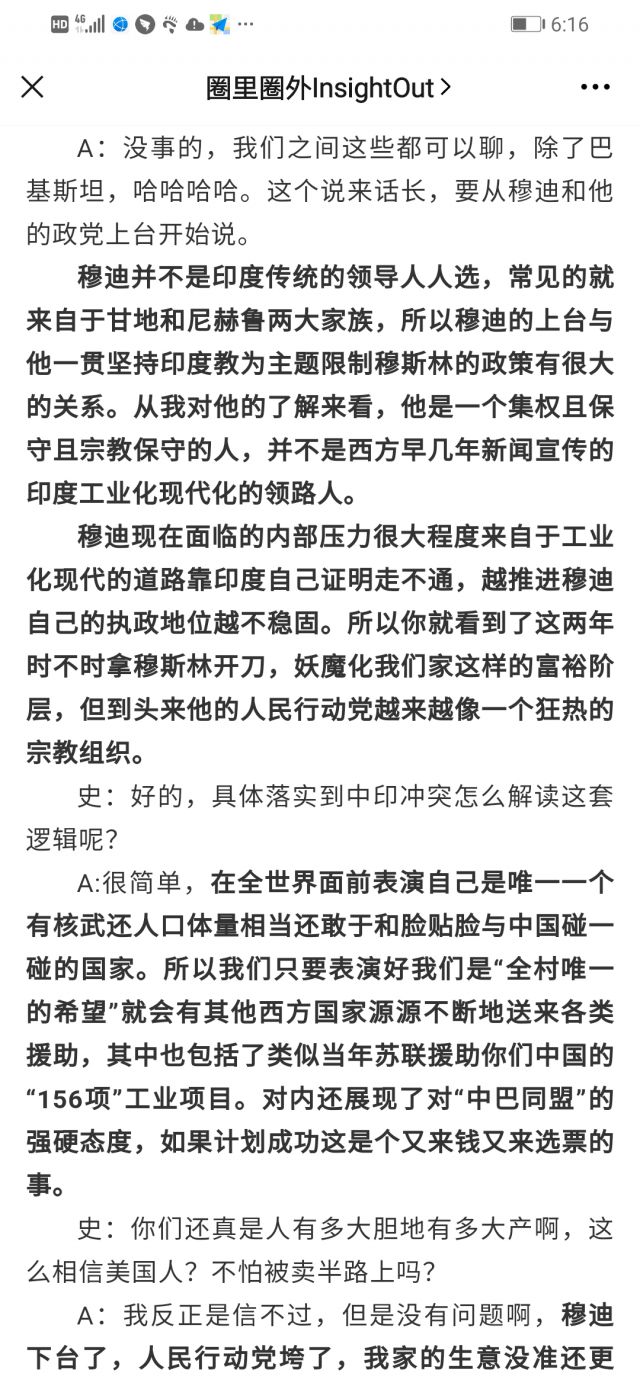 HD 4G 6:16
圈里圈外InsightOut
A：没事的，我们之间这些都可以聊，除了巴
基斯坦，哈哈哈哈。这个说来话长，要从穆迪和他
的政党上台开始说。
穆迪并不是印度传统的领导人人选，常见的就
来自于甘地和尼赫鲁两大家族，所以穆迪的上台与
他一贯坚持印度教为主题限制穆斯林的政策有很大
的关系。从我对他的了解来看，他是一个集权且保
守且宗教保守的人，并不是西方早几年新闻宣传的
印度工业化现代化的领路人。
穆迪现在面临的内部压力很大程度来自于工业
化现代的道路靠印度自己证明走不通，越推进穆迪
自己的执政地位越不稳固。所以你就看到了这两年
时不时拿穆斯林开刀，妖魔化我们家这样的富裕阶
层，但到头来他的人民行动党越来越像一个狂热的
宗教组织。
史：好的，具体落实到中印冲突怎么解读这套
逻辑呢？
A:很简单，在全世界面前表演自己是唯一一个
有核武还人口体量相当还敢于和脸贴脸与中国碰一
碰的国家。所以我们只要表演好我们是“全村唯一
的希望”就会有其他西方国家源源不断地送来各类
援助，其中也包括了类似当年苏联援助你们中国的
“156项”工业项目。对内还展现了对“中巴同盟”的
强硬态度，如果计划成功这是个又来钱又来选票的
事。
史：你们还真是人有多大胆地有多大产啊，这
么相信美国人？不怕被卖半路上吗？
A：我反正是信不过，但是没有问题啊，穆迪
下台了，人民行动党垮了，我家的生意没准还更